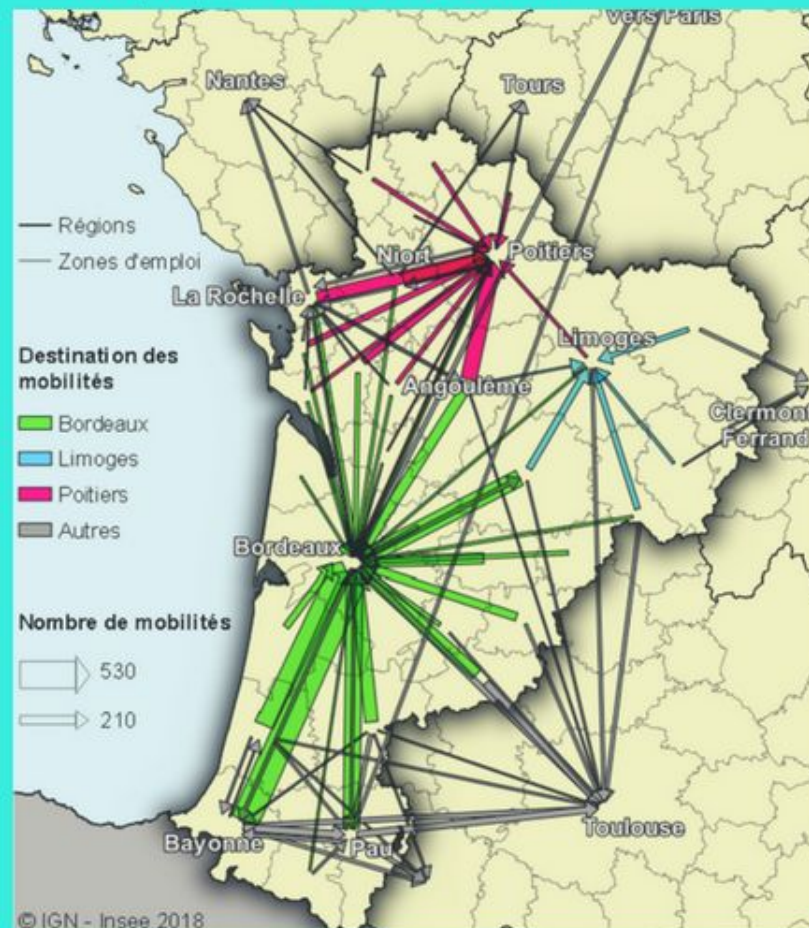 vers Paris
Nantes
Tours
Régions
Zones d'emploi
Niort
Poitiers
La Rochelle
Limoges
Destination des
mobilités
Angoulême
Bordeaux
Clermon
Ferrand
Limoges
Poitiers
Autres
Bordeaux
Nombre de mobilités
530
210
Toulouse
Bayonne
Pau
© IGN - Insee 2018